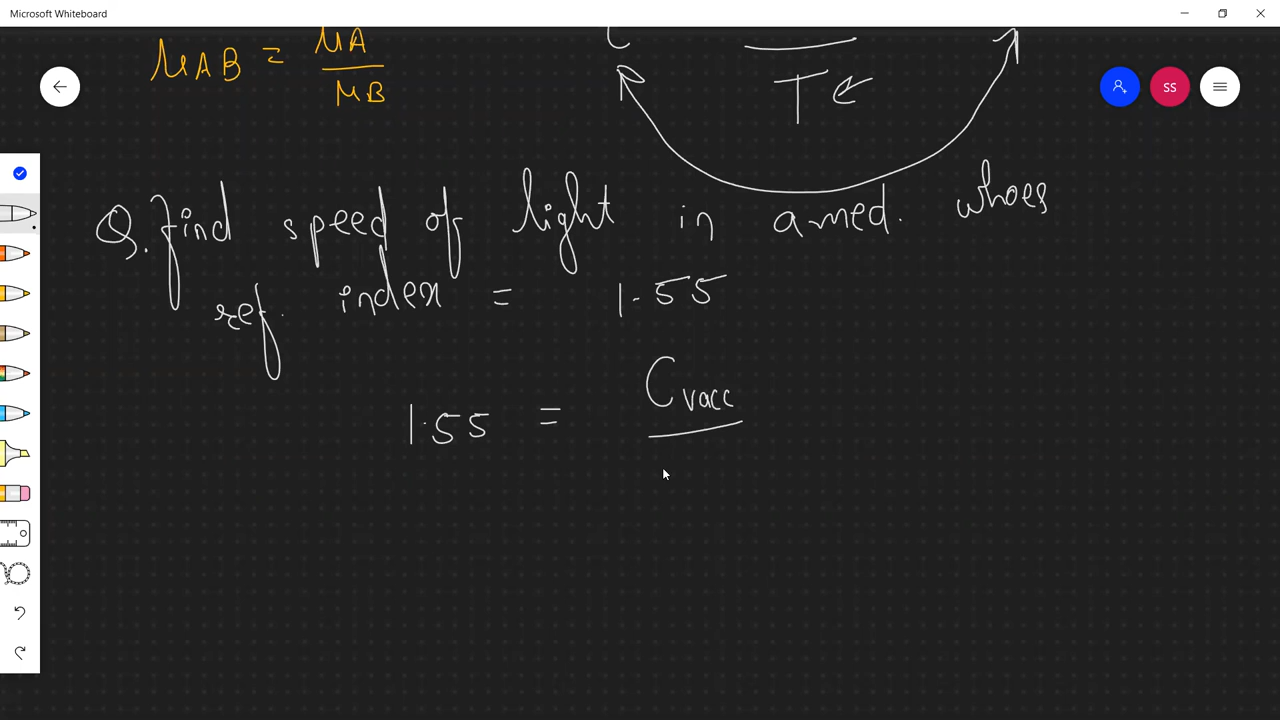 Microsoft Whiteboard
μAB = μA / μB
T
SS
Q. find speed of light in a med. whoes
ref. index = 1.55
1.55 = Cvacc